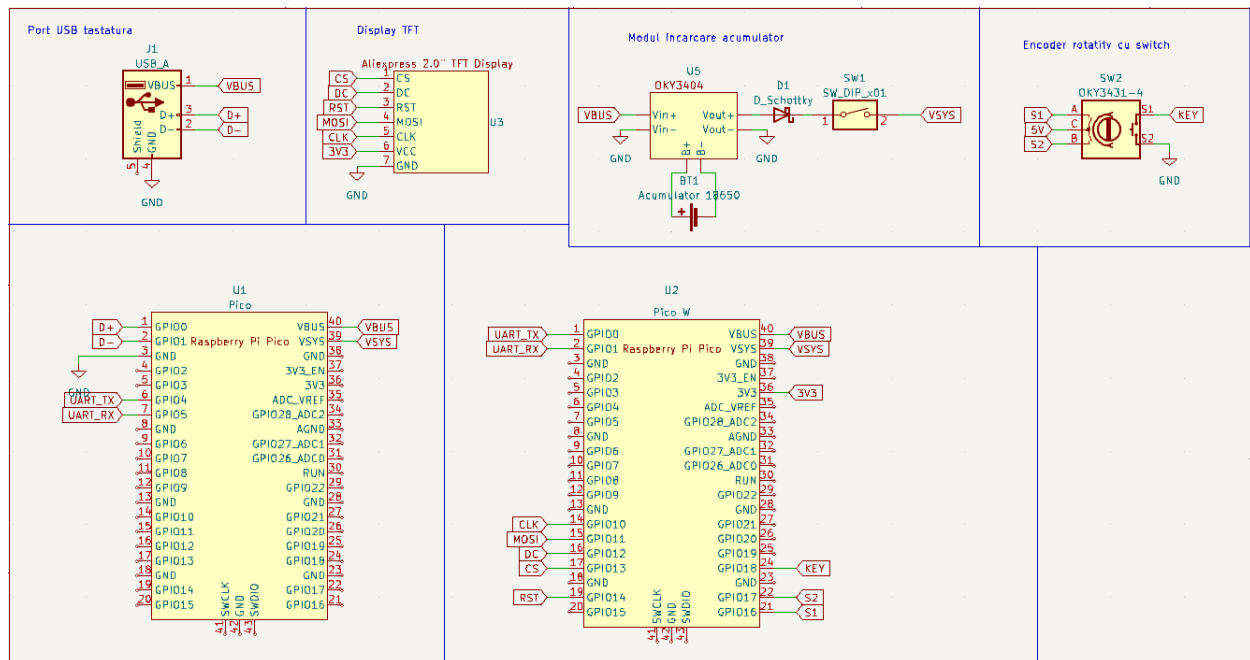 Port USB tastatura
J1
USB_A
VBUS 1 VBUS
D+ 3 D+
D- 2 D-
Shield
GND
5
4
GND
Display TFT
Aliexpress 2.0" TFT Display
CS 1 CS
DC 2 DC
RST 3 RST
MOSI 4 MOSI
CLK 5 CLK
3V3 6 VCC
7 GND
U3
GND
Modul incarcare acumulator
U5
OKY3404
VBUS Vin+ Vout+
Vin- Vout-
B+ B-
GND
GND
D1
D_Schottky
SW1
SW_DIP_x01
1 2
VSYS
BT1
Acumulator 18650
+
Encoder rotativ cu switch
SW2
OKY3431-4
S1 A S1 KEY
5V C
S2 B S2
GND
U1
Pico
Raspberry Pi Pico
D+ 1 GPIO0 VBUS 40 VBUS
D- 2 GPIO1 VSYS 39 VSYS
3 GND GND 38
4 GPIO2 3V3_EN 37
5 GPIO3 3V3 36
UART_TX 6 GPIO4 ADC_VREF 35
UART_RX 7 GPIO5 GPIO28_ADC2 34
8 GND AGND 33
9 GPIO6 GPIO27_ADC1 32
10 GPIO7 GPIO26_ADC0 31
11 GPIO8 RUN 30
12 GPIO9 GPIO22 29
13 GND GND 28
14 GPIO10 GPIO21 27
15 GPIO11 GPIO20 26
16 GPIO12 GPIO19 25
17 GPIO13 GPIO18 24
18 GND GND 23
19 GPIO14 GPIO17 22
20 GPIO15 GPIO16 21
SWCLK GND SWDIO
41 42 43
GND
U2
Pico W
Raspberry Pi Pico
UART_TX 1 GPIO0 VBUS 40 VBUS
UART_RX 2 GPIO1 VSYS 39 VSYS
3 GND GND 38
4 GPIO2 3V3_EN 37
5 GPIO3 3V3 36 3V3
6 GPIO4 ADC_VREF 35
7 GPIO5 GPIO28_ADC2 34
8 GND AGND 33
9 GPIO6 GPIO27_ADC1 32
10 GPIO7 GPIO26_ADC0 31
11 GPIO8 RUN 30
12 GPIO9 GPIO22 29
13 GND GND 28
CLK 14 GPIO10 GPIO21 27
MOSI 15 GPIO11 GPIO20 26
DC 16 GPIO12 GPIO19 25
CS 17 GPIO13 GPIO18 24 KEY
18 GND GND 23
RST 19 GPIO14 GPIO17 22 S2
20 GPIO15 GPIO16 21 S1
SWCLK GND SWDIO
41 42 43